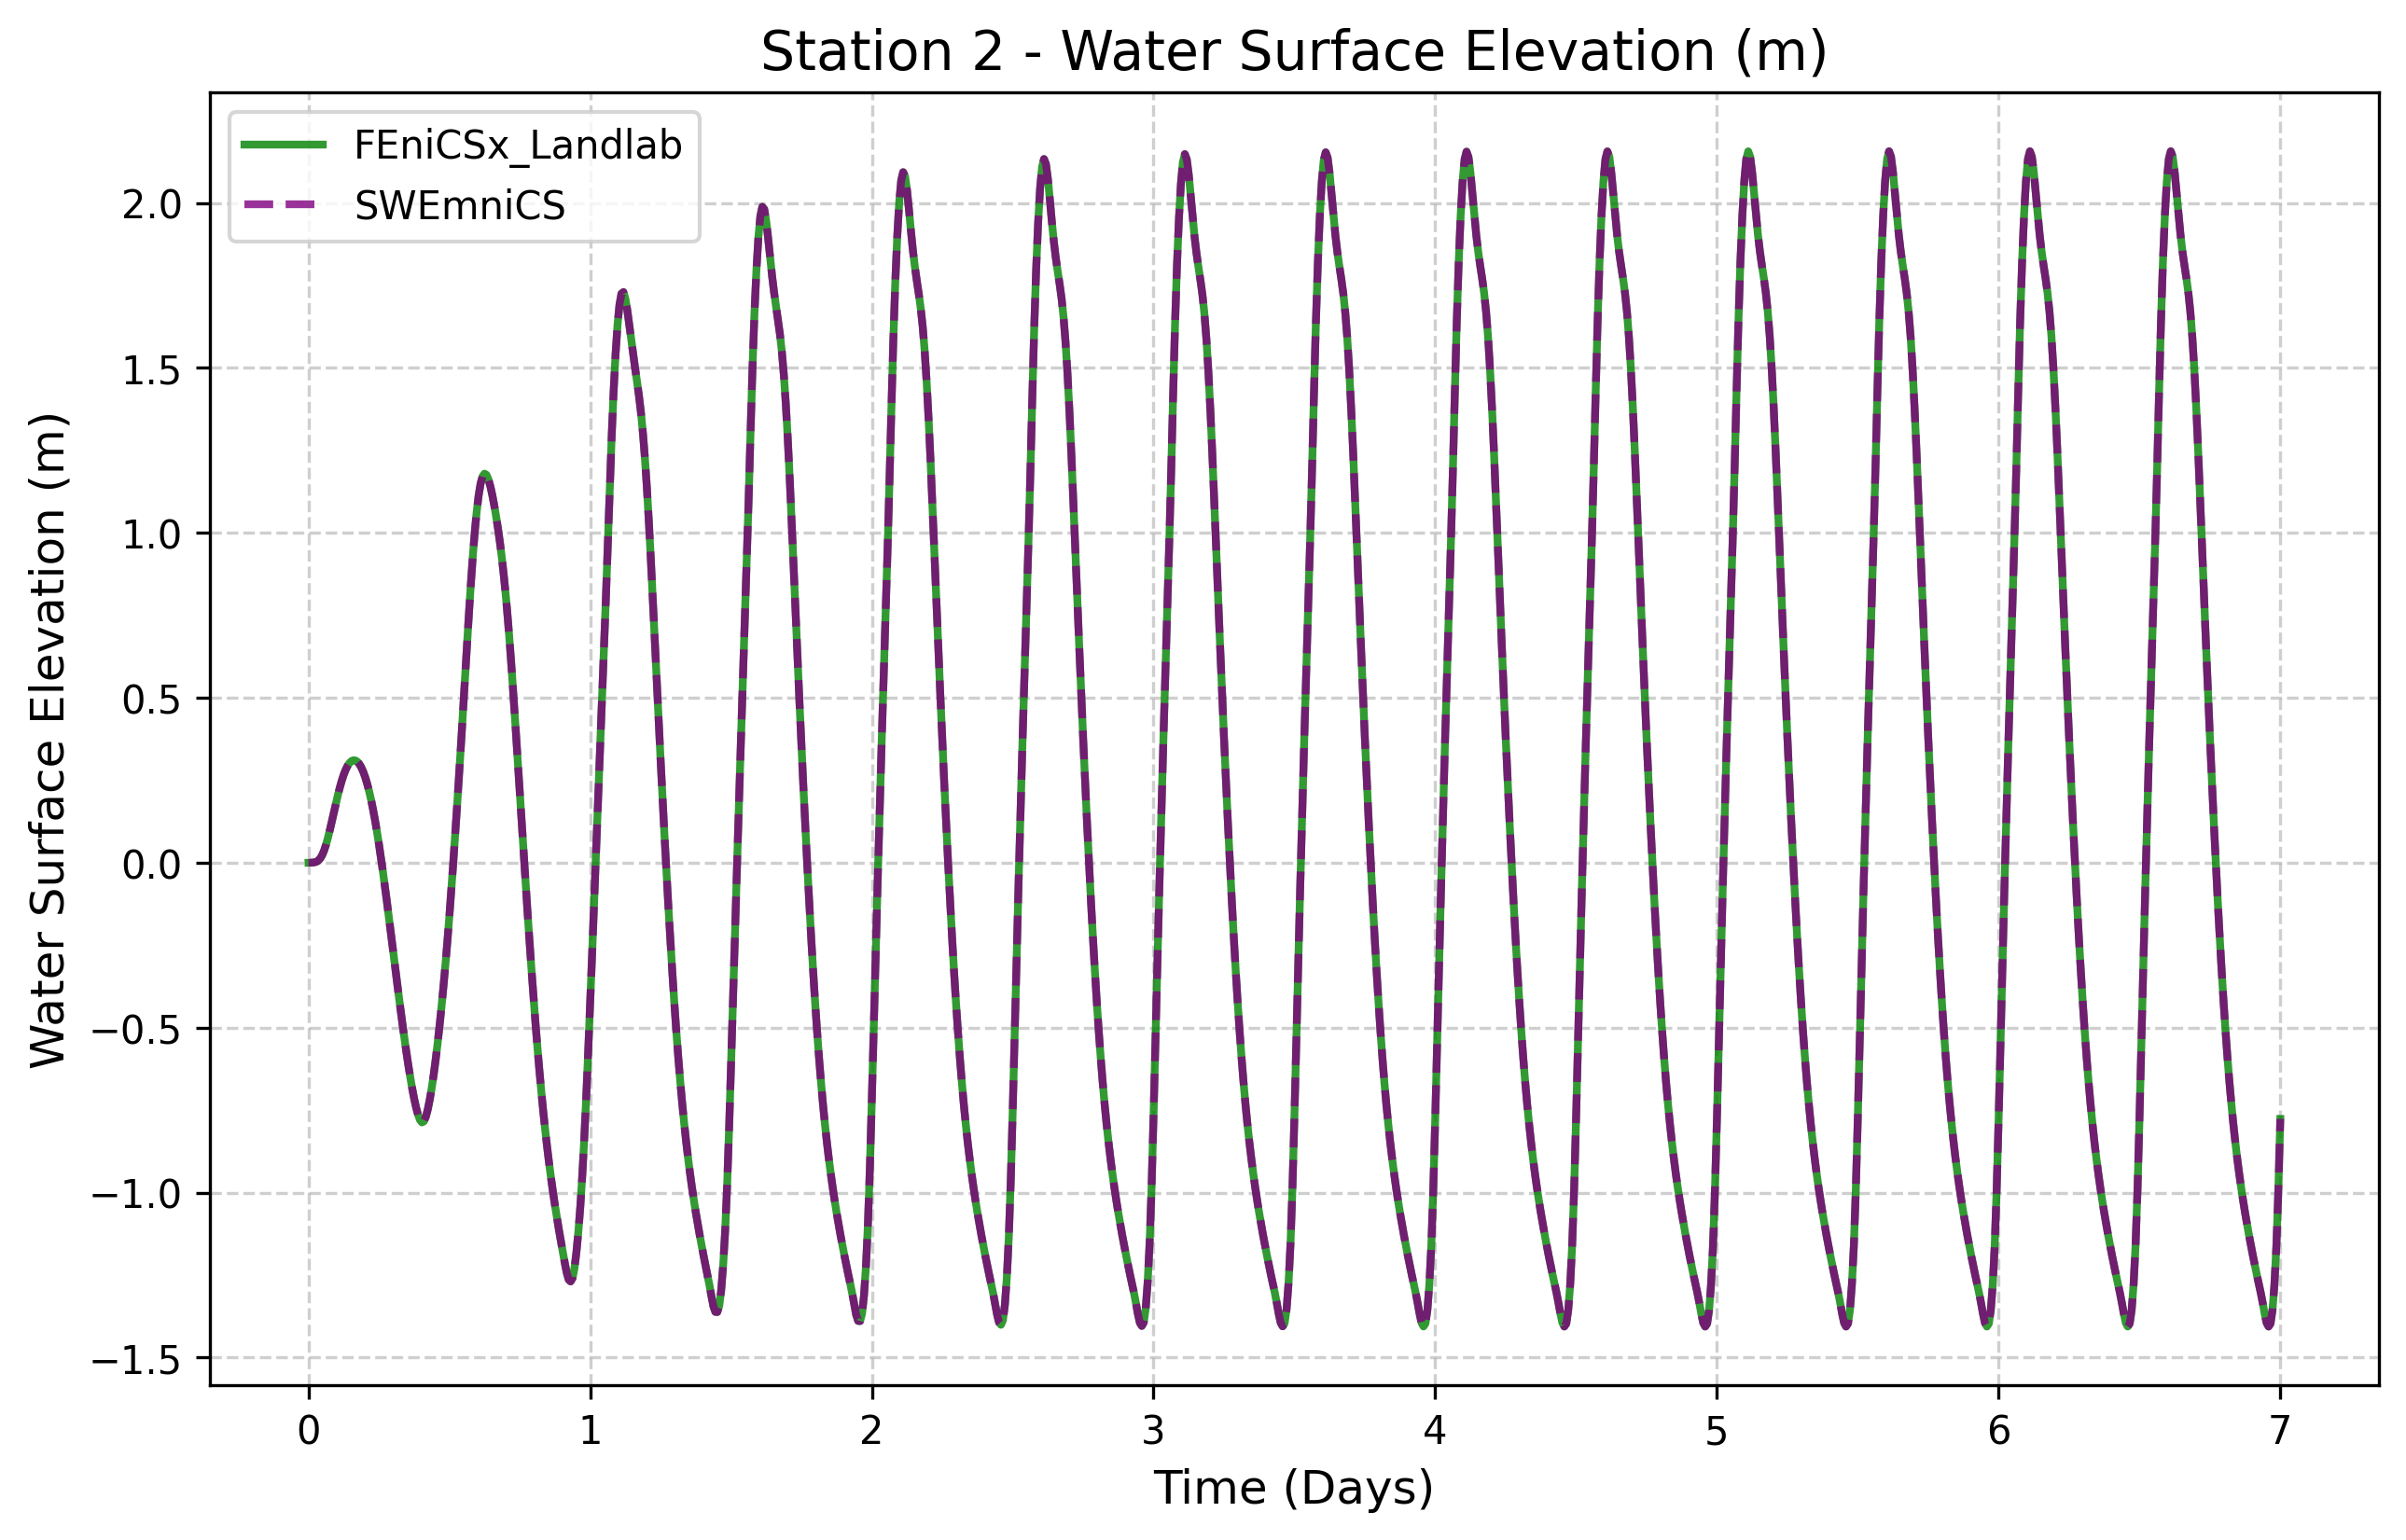 Station 2 - Water Surface Elevation (m)
FEniCSx_Landlab
SWEmniCS
Water Surface Elevation (m)
2.0
1.5
1.0
0.5
0.0
−0.5
−1.0
−1.5
0 1 2 3 4 5 6 7
Time (Days)